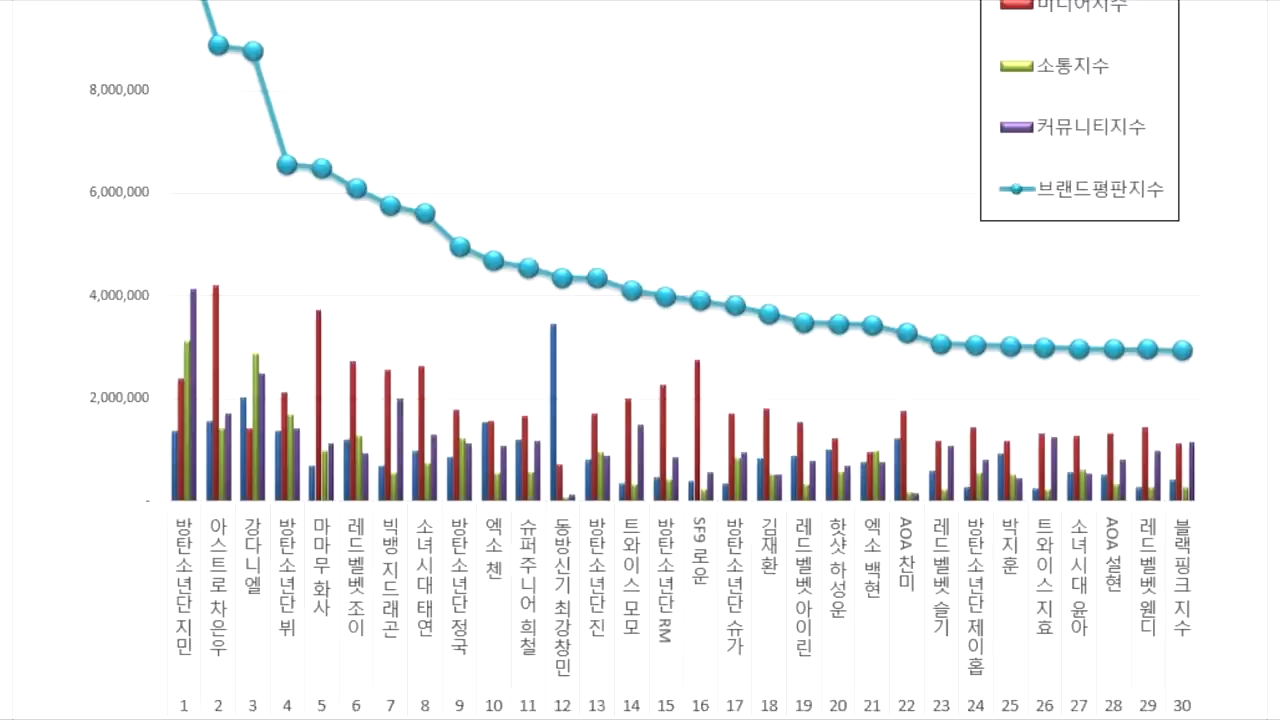 미디어지수
8,000,000
소통지수
커뮤니티지수
6,000,000
브랜드평판지수
4,000,000
2,000,000
-
방탄소년단 지민
아스트로 차은우
강다니엘
방탄소년단 뷔
마마무 화사
레드벨벳 조이
빅뱅 지드래곤
소녀시대 태연
방탄소년단 정국
엑소 첸
슈퍼주니어 희철
동방신기 최강창민
방탄소년단 진
트와이스 모모
방탄소년단 RM
SF9 로운
방탄소년단 슈가
김재환
레드벨벳 아이린
핫샷 하성운
엑소 백현
AOA 찬미
레드벨벳 슬기
방탄소년단 제이홉
박지훈
트와이스 지효
소녀시대 윤아
AOA 설현
레드벨벳 웬디
블랙핑크 지수
1 2 3 4 5 6 7 8 9 10 11 12 13 14 15 16 17 18 19 20 21 22 23 24 25 26 27 28 29 30